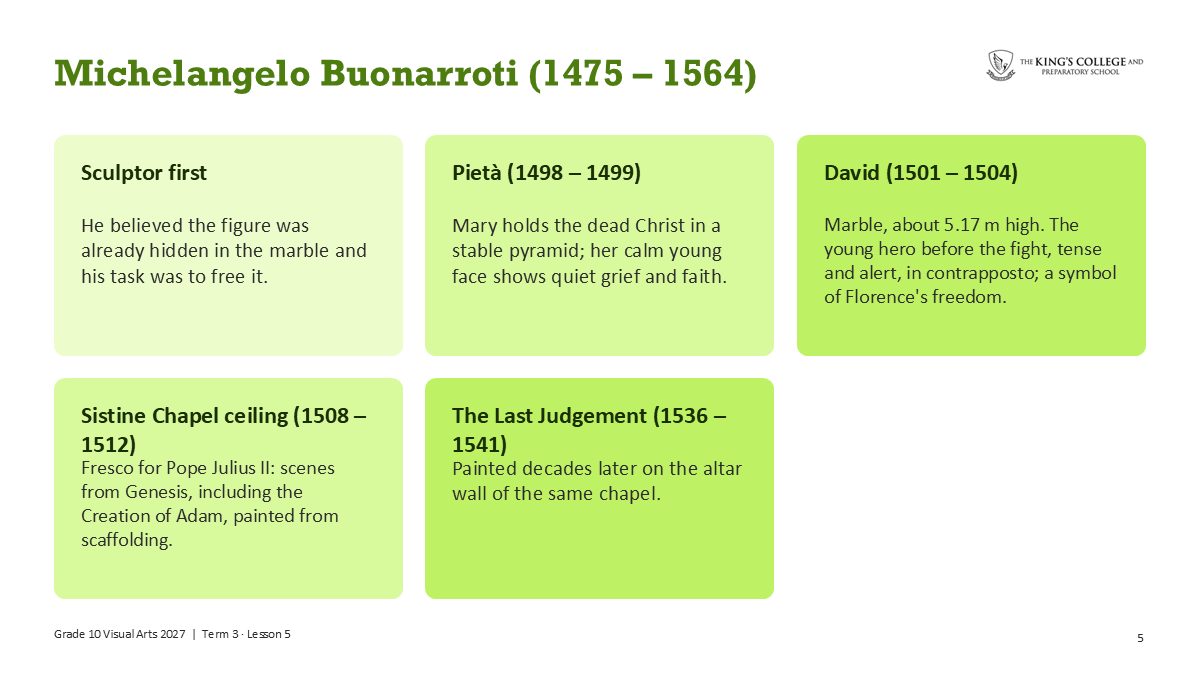 Michelangelo Buonarroti (1475 – 1564)
THE KING'S COLLEGE AND
PREPARATORY SCHOOL
Sculptor first
He believed the figure was
already hidden in the marble and
his task was to free it.
Pietà (1498 – 1499)
Mary holds the dead Christ in a
stable pyramid; her calm young
face shows quiet grief and faith.
David (1501 – 1504)
Marble, about 5.17 m high. The
young hero before the fight, tense
and alert, in contrapposto; a symbol
of Florence's freedom.
Sistine Chapel ceiling (1508 –
1512)
Fresco for Pope Julius II: scenes
from Genesis, including the
Creation of Adam, painted from
scaffolding.
The Last Judgement (1536 –
1541)
Painted decades later on the altar
wall of the same chapel.
Grade 10 Visual Arts 2027 | Term 3 · Lesson 5
5